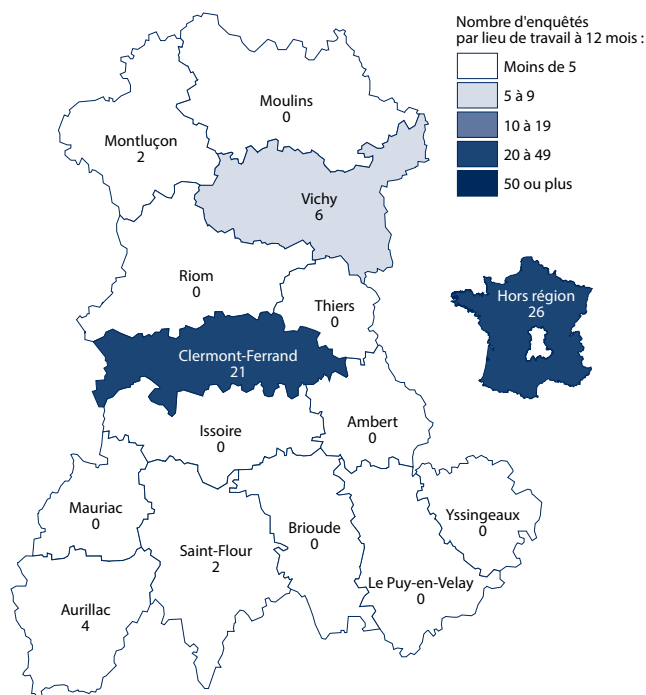 Nombre d'enquêtés
par lieu de travail à 12 mois :
Moins de 5
5 à 9
10 à 19
20 à 49
50 ou plus
Moulins
0
Montluçon
2
Vichy
6
Riom
0
Thiers
0
Hors région
26
Clermont-Ferrand
21
Ambert
0
Issoire
0
Mauriac
0
Yssingeaux
0
Brioude
0
Saint-Flour
2
Le Puy-en-Velay
0
Aurillac
4